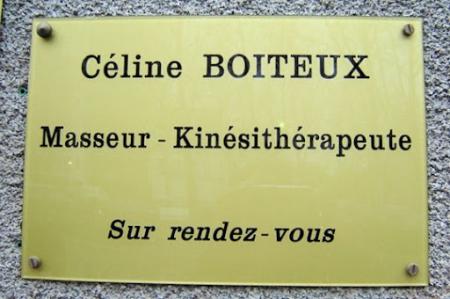 Céline BOITEUX
Masseur - Kinésithérapeute
Sur rendez-vous